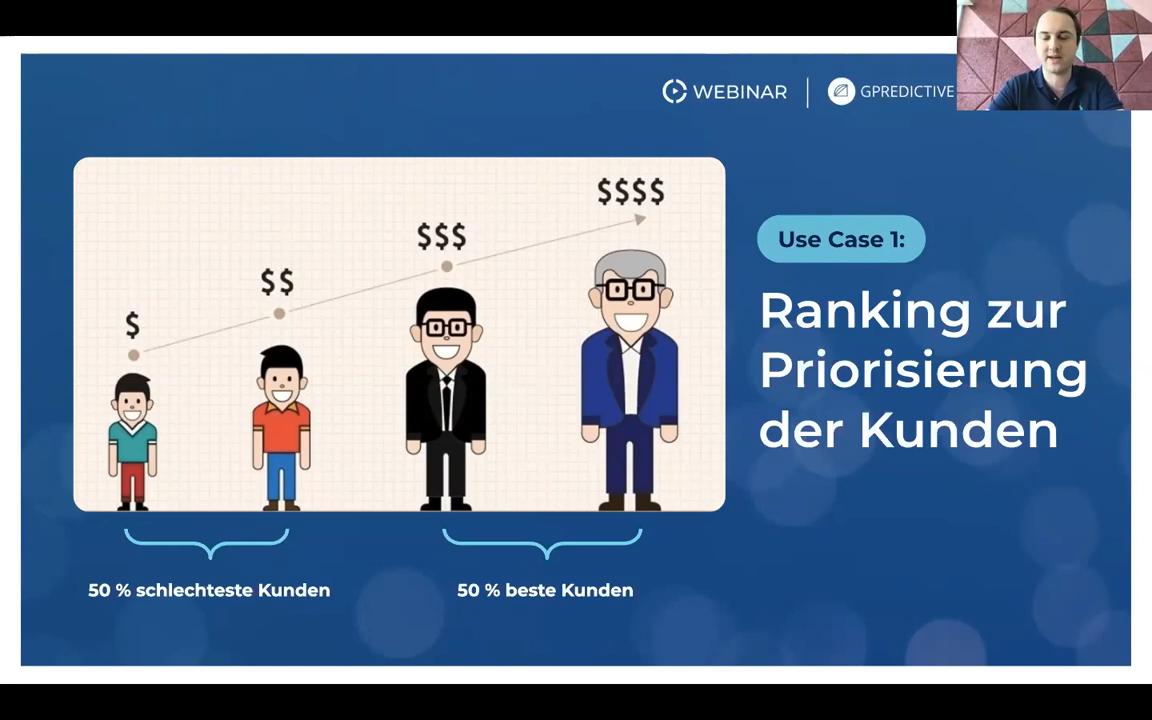 WEBINAR | GPREDICTIVE
$
$$
$$$
$$$$
Use Case 1:
Ranking zur
Priorisierung
der Kunden
50 % schlechteste Kunden
50 % beste Kunden